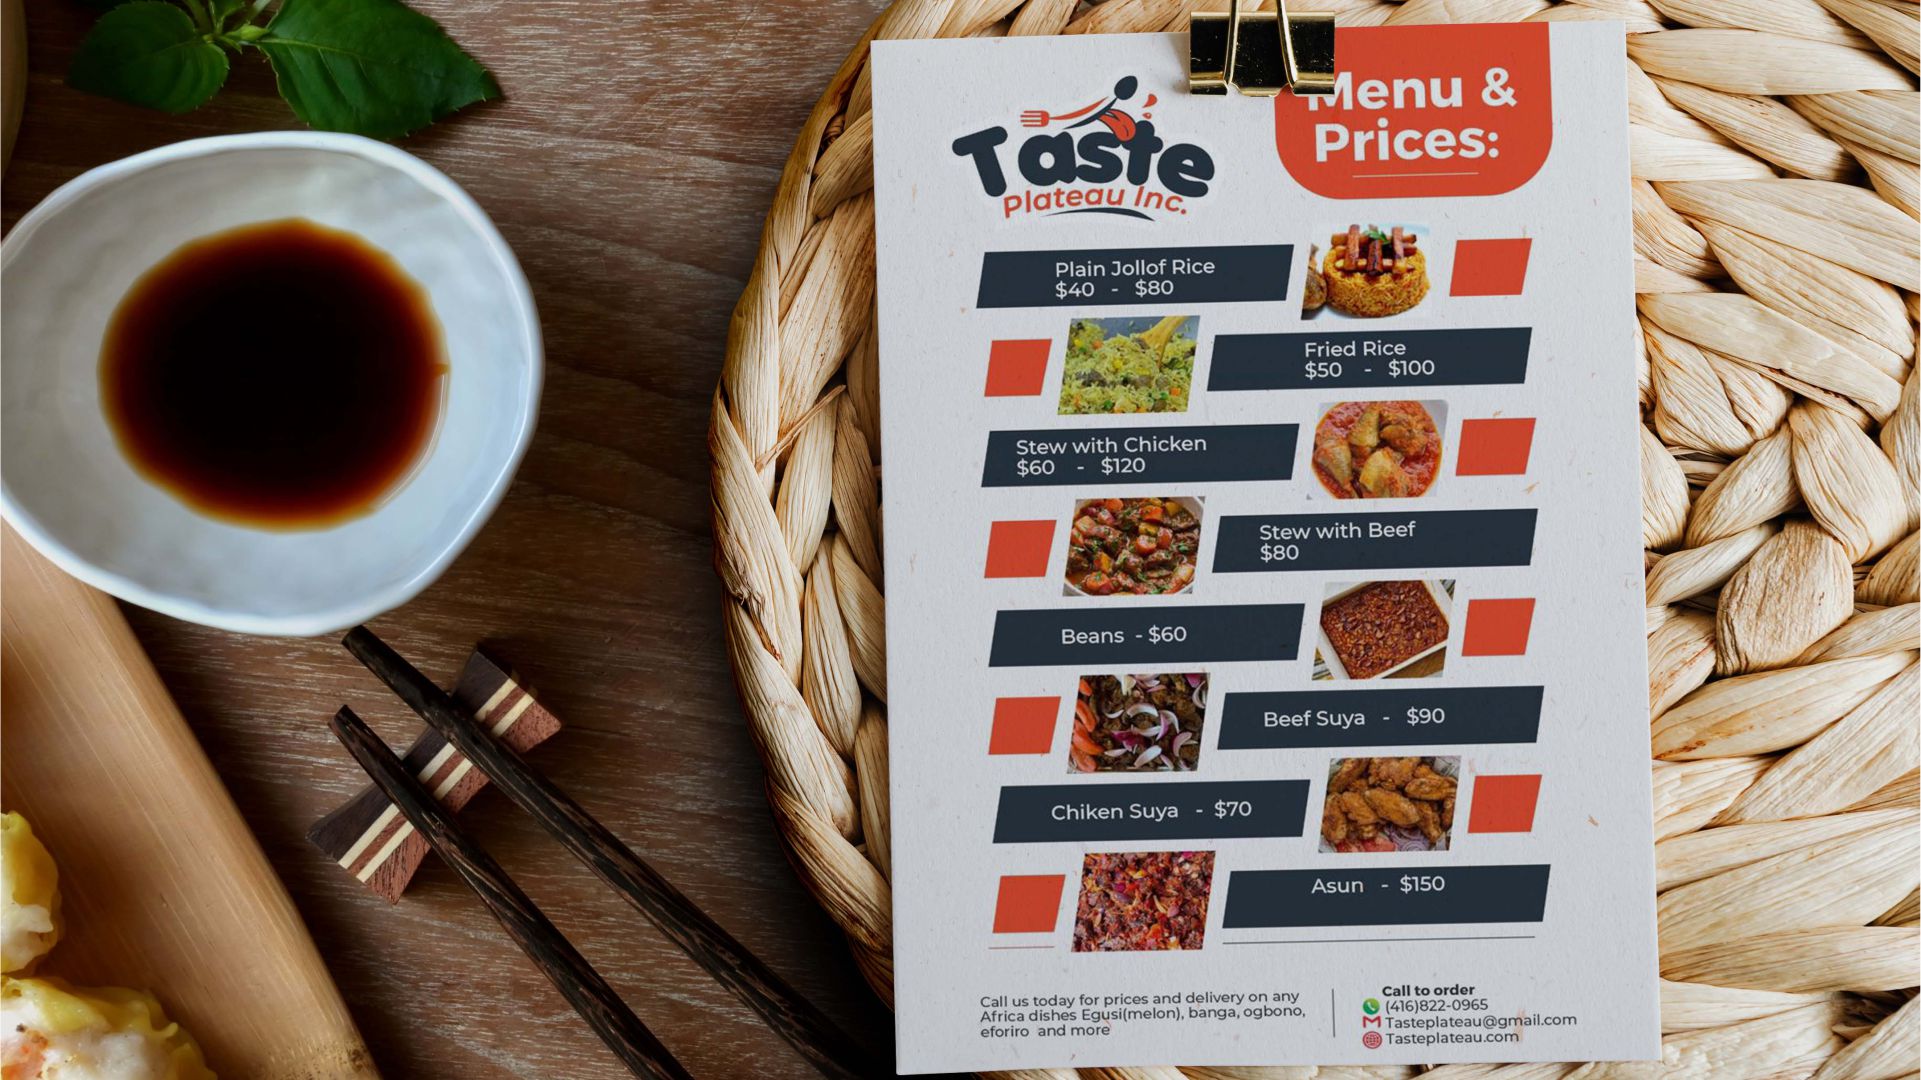 Taste
Plateau Inc.
Menu &
Prices:
Plain Jollof Rice
$40 - $80
Fried Rice
$50 - $100
Stew with Chicken
$60 - $120
Stew with Beef
$80
Beans - $60
Beef Suya - $90
Chiken Suya - $70
Asun - $150
Call us today for prices and delivery on any
Africa dishes Egusi(melon), banga, ogbono,
eforiro and more
Call to order
(416)822-0965
Tasteplateau@gmail.com
Tasteplateau.com